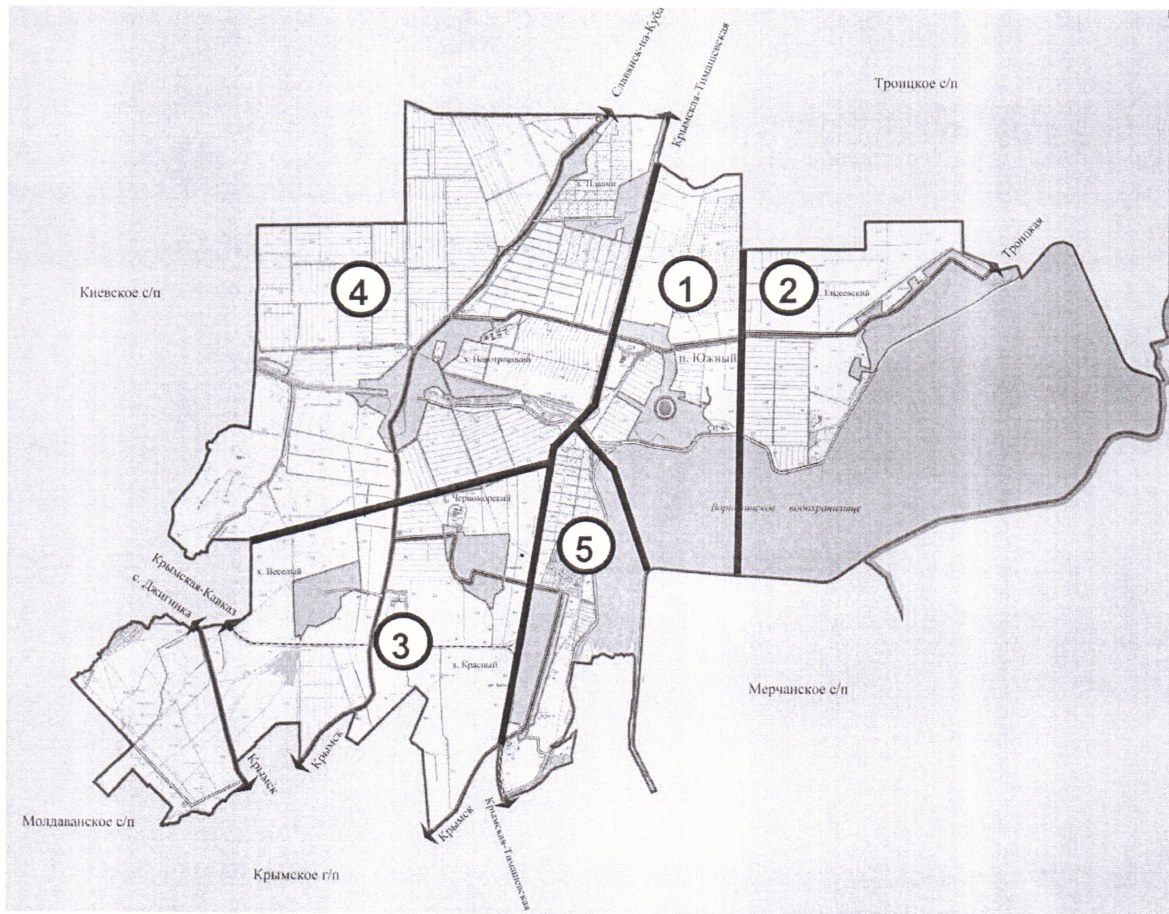 Славянск-на-Куба
Крымская-Тимашевская
Троицкое с/п
Троицкая
Киевское с/п
4
1
2
п. Южный
х. Новотроицкий
Черноморский
водохранилище
5
Крымская-Кавказ
с. Джигинка
х. Веселый
3
х. Красный
Мерчанское с/п
Крымск
Крымск
Крымск
Крымская-Тимашевская
Молдаванское с/п
Крымское г/п